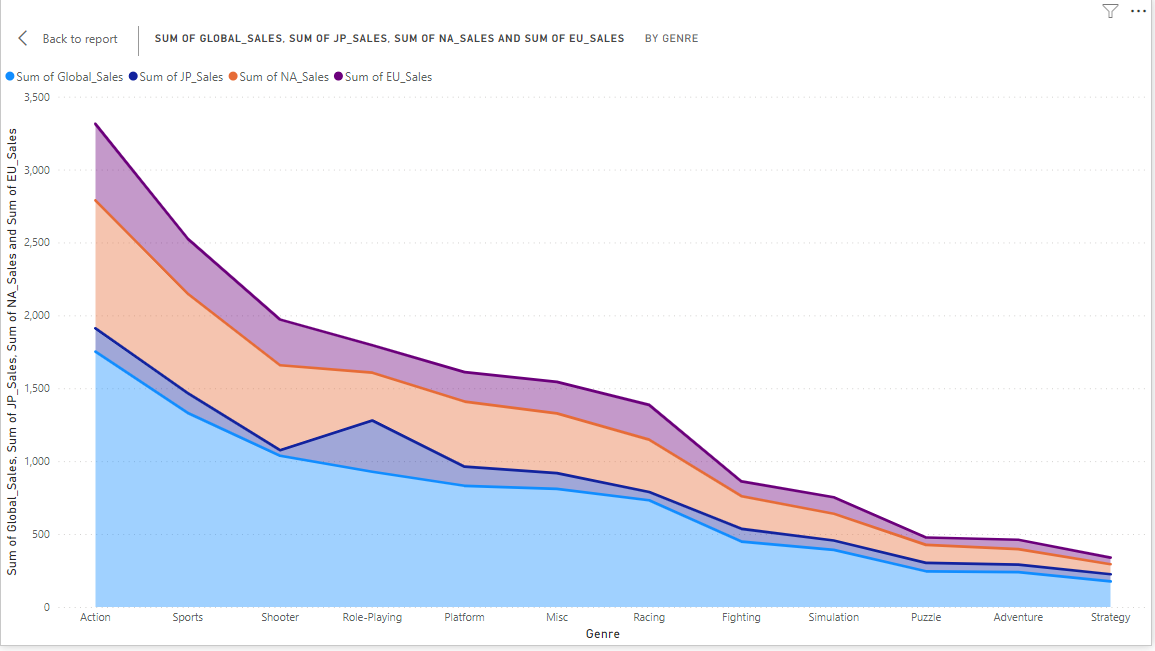 Back to report
SUM OF GLOBAL_SALES, SUM OF JP_SALES, SUM OF NA_SALES AND SUM OF EU_SALES BY GENRE
Sum of Global_Sales Sum of JP_Sales Sum of NA_Sales Sum of EU_Sales
Sum of Global_Sales, Sum of JP_Sales, Sum of NA_Sales and Sum of EU_Sales
3,500
3,000
2,500
2,000
1,500
1,000
500
0
Action Sports Shooter Role-Playing Platform Misc Racing Fighting Simulation Puzzle Adventure Strategy
Genre